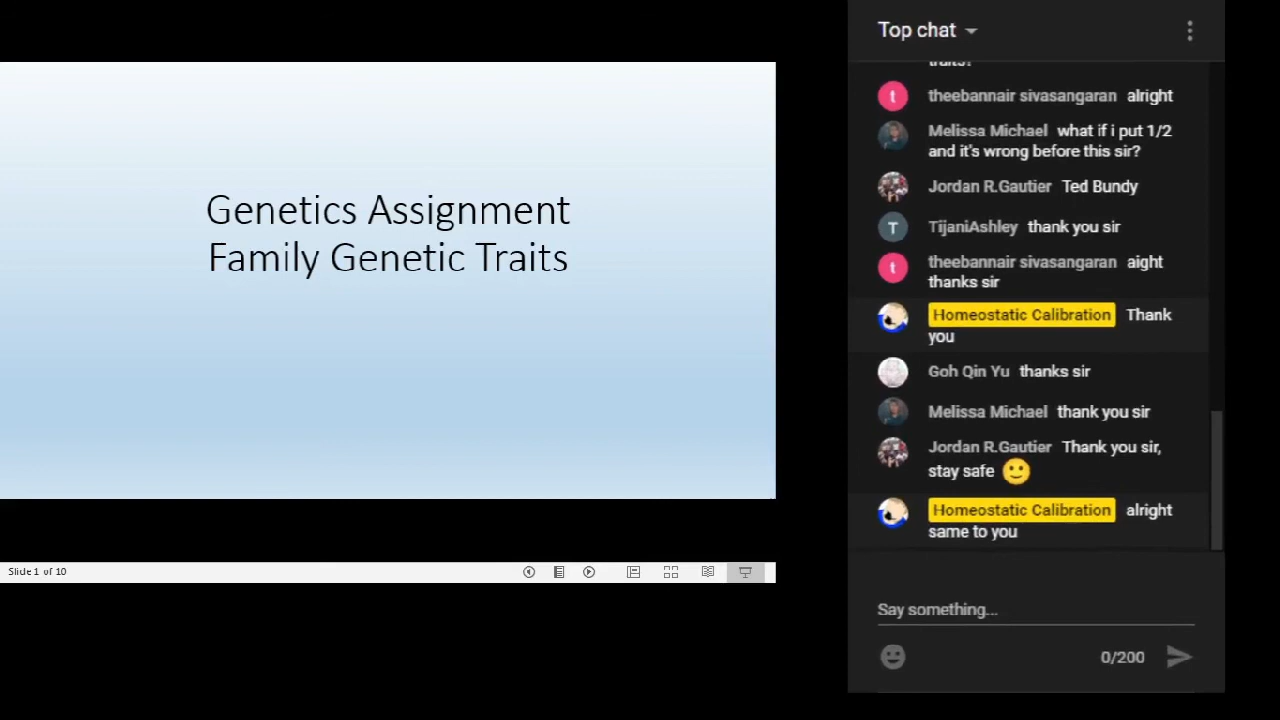 Genetics Assignment
Family Genetic Traits
Slide 1 of 10
Top chat
traits?
t theebannair sivasangaran alright
Melissa Michael what if i put 1/2
and it's wrong before this sir?
Jordan R.Gautier Ted Bundy
T TijaniAshley thank you sir
t theebannair sivasangaran aight
thanks sir
Homeostatic Calibration Thank
you
Goh Qin Yu thanks sir
Melissa Michael thank you sir
Jordan R.Gautier Thank you sir,
stay safe
Homeostatic Calibration alright
same to you
Say something...
0/200